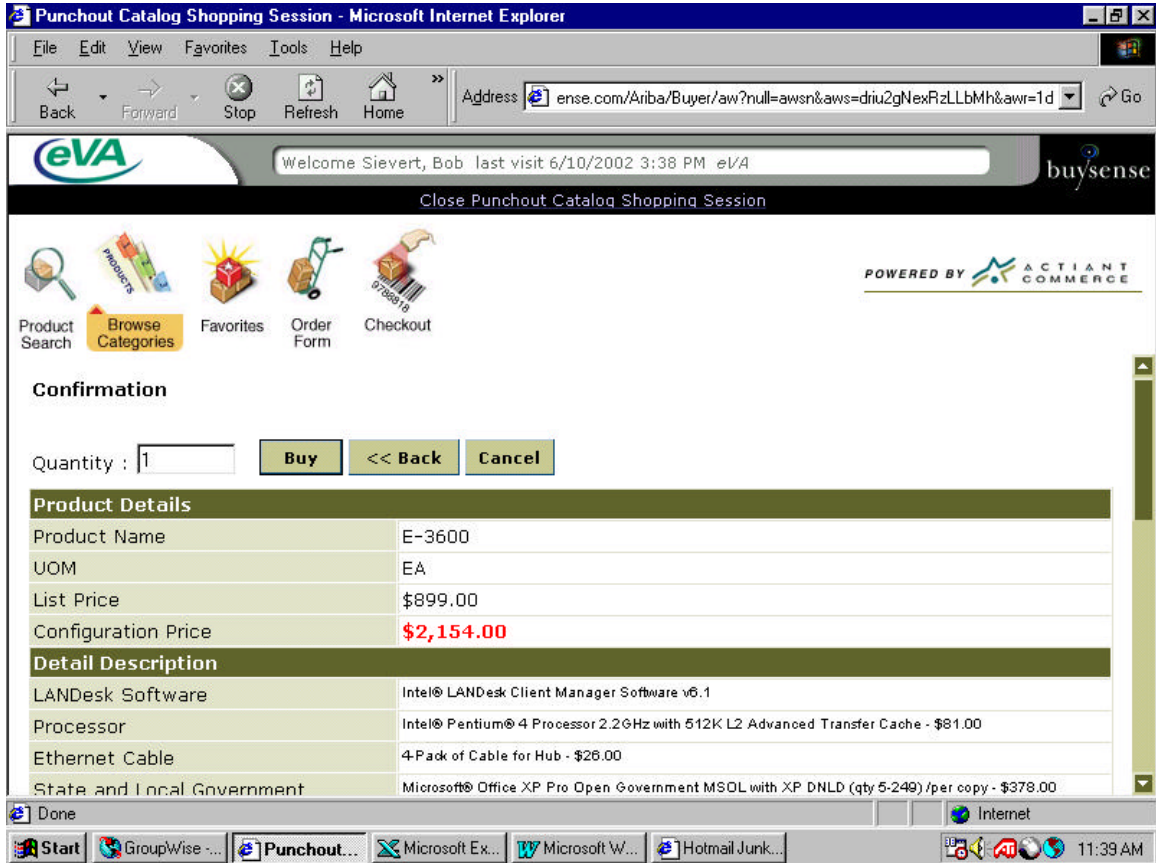 Punchout Catalog Shopping Session - Microsoft Internet Explorer
File Edit View Favorites Tools Help
Back Forward Stop Refresh Home » Address ense.com/Ariba/Buyer/aw?null=awsn&aws=driu2gNexRzLLbMh&awr=1d Go
eVA Welcome Sievert, Bob last visit 6/10/2002 3:38 PM eVA buysense
Close Punchout Catalog Shopping Session
PRODUCTS
9789818
POWERED BY ACTIANT COMMERCE
Product Search Browse Categories Favorites Order Form Checkout
Confirmation
Quantity : 1 Buy << Back Cancel
Product Details
Product Name E-3600
UOM EA
List Price $899.00
Configuration Price $2,154.00
Detail Description
LANDesk Software Intel® LANDesk Client Manager Software v6.1
Processor Intel® Pentium® 4 Processor 2.2GHz with 512K L2 Advanced Transfer Cache - $81.00
Ethernet Cable 4-Pack of Cable for Hub - $26.00
State and Local Government Microsoft® Office XP Pro Open Government MSOL with XP DNLD (qty 5-249) /per copy - $378.00
Done Internet
Start GroupWise -... Punchout... Microsoft Ex... Microsoft W... Hotmail Junk... 11:39 AM